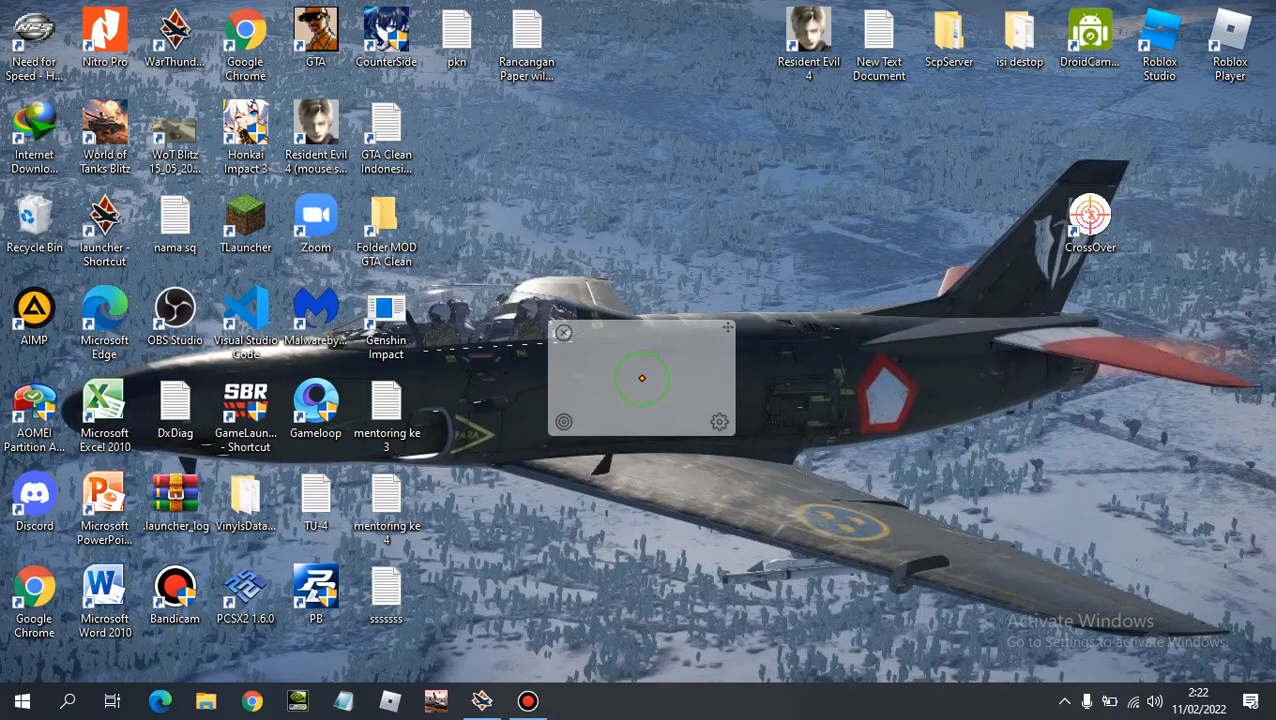 Need for
Speed - H...
Nitro Pro
WarThund...
Google
Chrome
GTA
CounterSide
pkn
Rancangan
Paper wil...
Resident Evil
4
New Text
Document
ScpServer
isi destop
DroidCam...
Roblox
Studio
Roblox
Player
Internet
Downlo...
World of
Tanks Blitz
WoT Blitz
15_05_20...
Honkai
Impact 3
Resident Evil
4 (mouse s...
GTA Clean
Indonesi...
Recycle Bin
launcher -
Shortcut
nama sq
TLauncher
Zoom
Folder MOD
GTA Clean
CrossOver
AIMP
Microsoft
Edge
OBS Studio
Visual Studio
Code
Malwareby...
Genshin
Impact
AOMEI
Partition A...
Microsoft
Excel 2010
DxDiag
SBR
GameLaun...
- Shortcut
Gameloop
mentoring ke
3
Discord
Microsoft
PowerPoi...
.launcher_log
VinylsData...
TU-4
mentoring ke
4
Google
Chrome
Microsoft
Word 2010
Bandicam
PCSX2 1.6.0
PB
sssssss
Activate Windows
Go to Settings to activate Windows.
2:22
11/02/2022